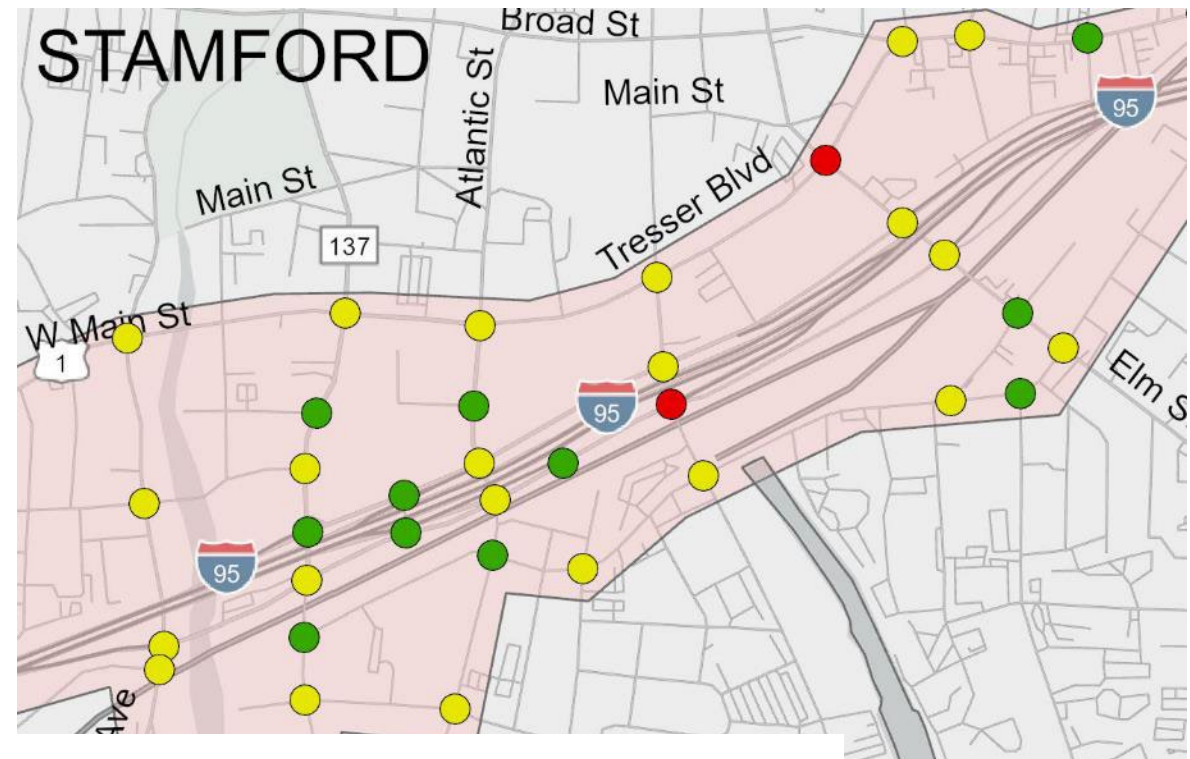 STAMFORD
Broad St
Atlantic St
Main St
95
Tresser Blvd
Main St
137
W Main St
1
95
Elm S
95
Ave